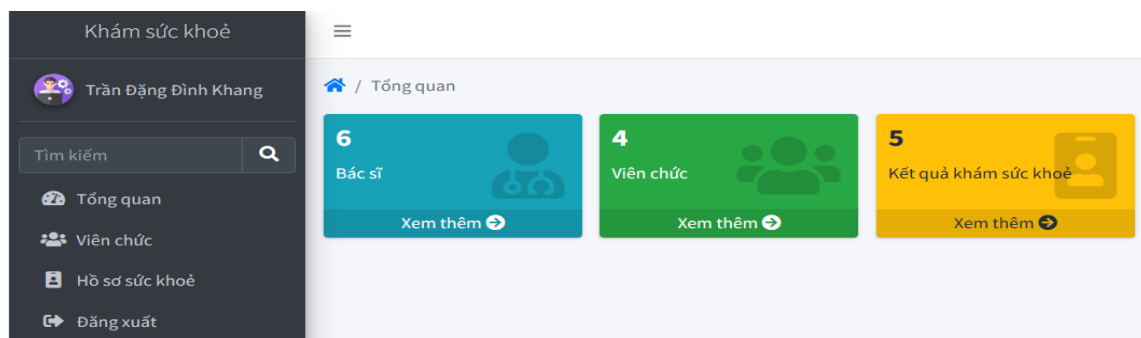 Khám sức khoẻ
Trần Đặng Đình Khang
Tìm kiếm
Tổng quan
Viên chức
Hồ sơ sức khoẻ
Đăng xuất
/ Tổng quan
6
Bác sĩ
Xem thêm
4
Viên chức
Xem thêm
5
Kết quả khám sức khoẻ
Xem thêm